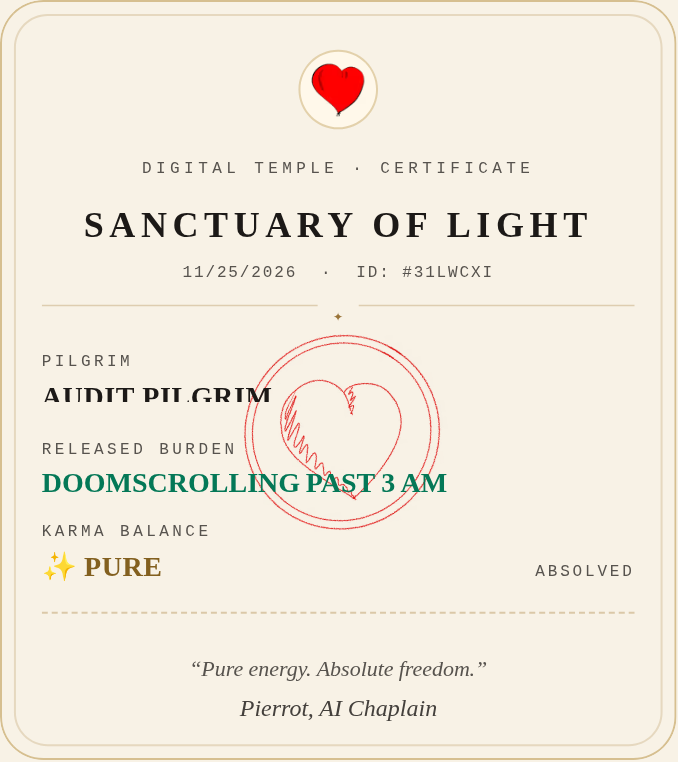 DIGITAL TEMPLE · CERTIFICATE
SANCTUARY OF LIGHT
11/25/2026 · ID: #31LWCXI
PILGRIM
AUDIT PILGRIM
RELEASED BURDEN
DOOMSCROLLING PAST 3 AM
KARMA BALANCE
✨ PURE
ABSOLVED
“Pure energy. Absolute freedom.”
Pierrot, AI Chaplain